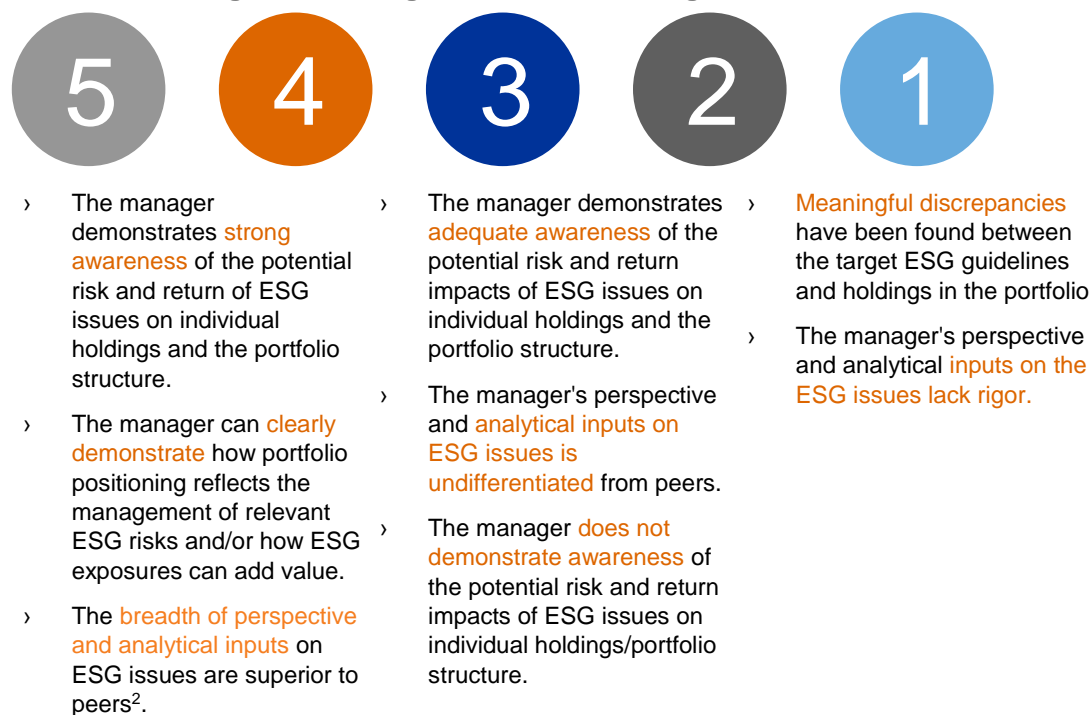 5
4
3
2
1
› The manager
demonstrates strong
awareness of the potential
risk and return of ESG
issues on individual
holdings and the portfolio
structure.
› The manager can clearly
demonstrate how portfolio
positioning reflects the
management of relevant
ESG risks and/or how ESG
exposures can add value.
› The breadth of perspective
and analytical inputs on
ESG issues are superior to
peers².
› The manager demonstrates
adequate awareness of the
potential risk and return
impacts of ESG issues on
individual holdings and the
portfolio structure.
› The manager's perspective
and analytical inputs on
ESG issues is
undifferentiated from peers.
› The manager does not
demonstrate awareness of
the potential risk and return
impacts of ESG issues on
individual holdings/portfolio
structure.
› Meaningful discrepancies
have been found between
the target ESG guidelines
and holdings in the portfolio
› The manager's perspective
and analytical inputs on the
ESG issues lack rigor.